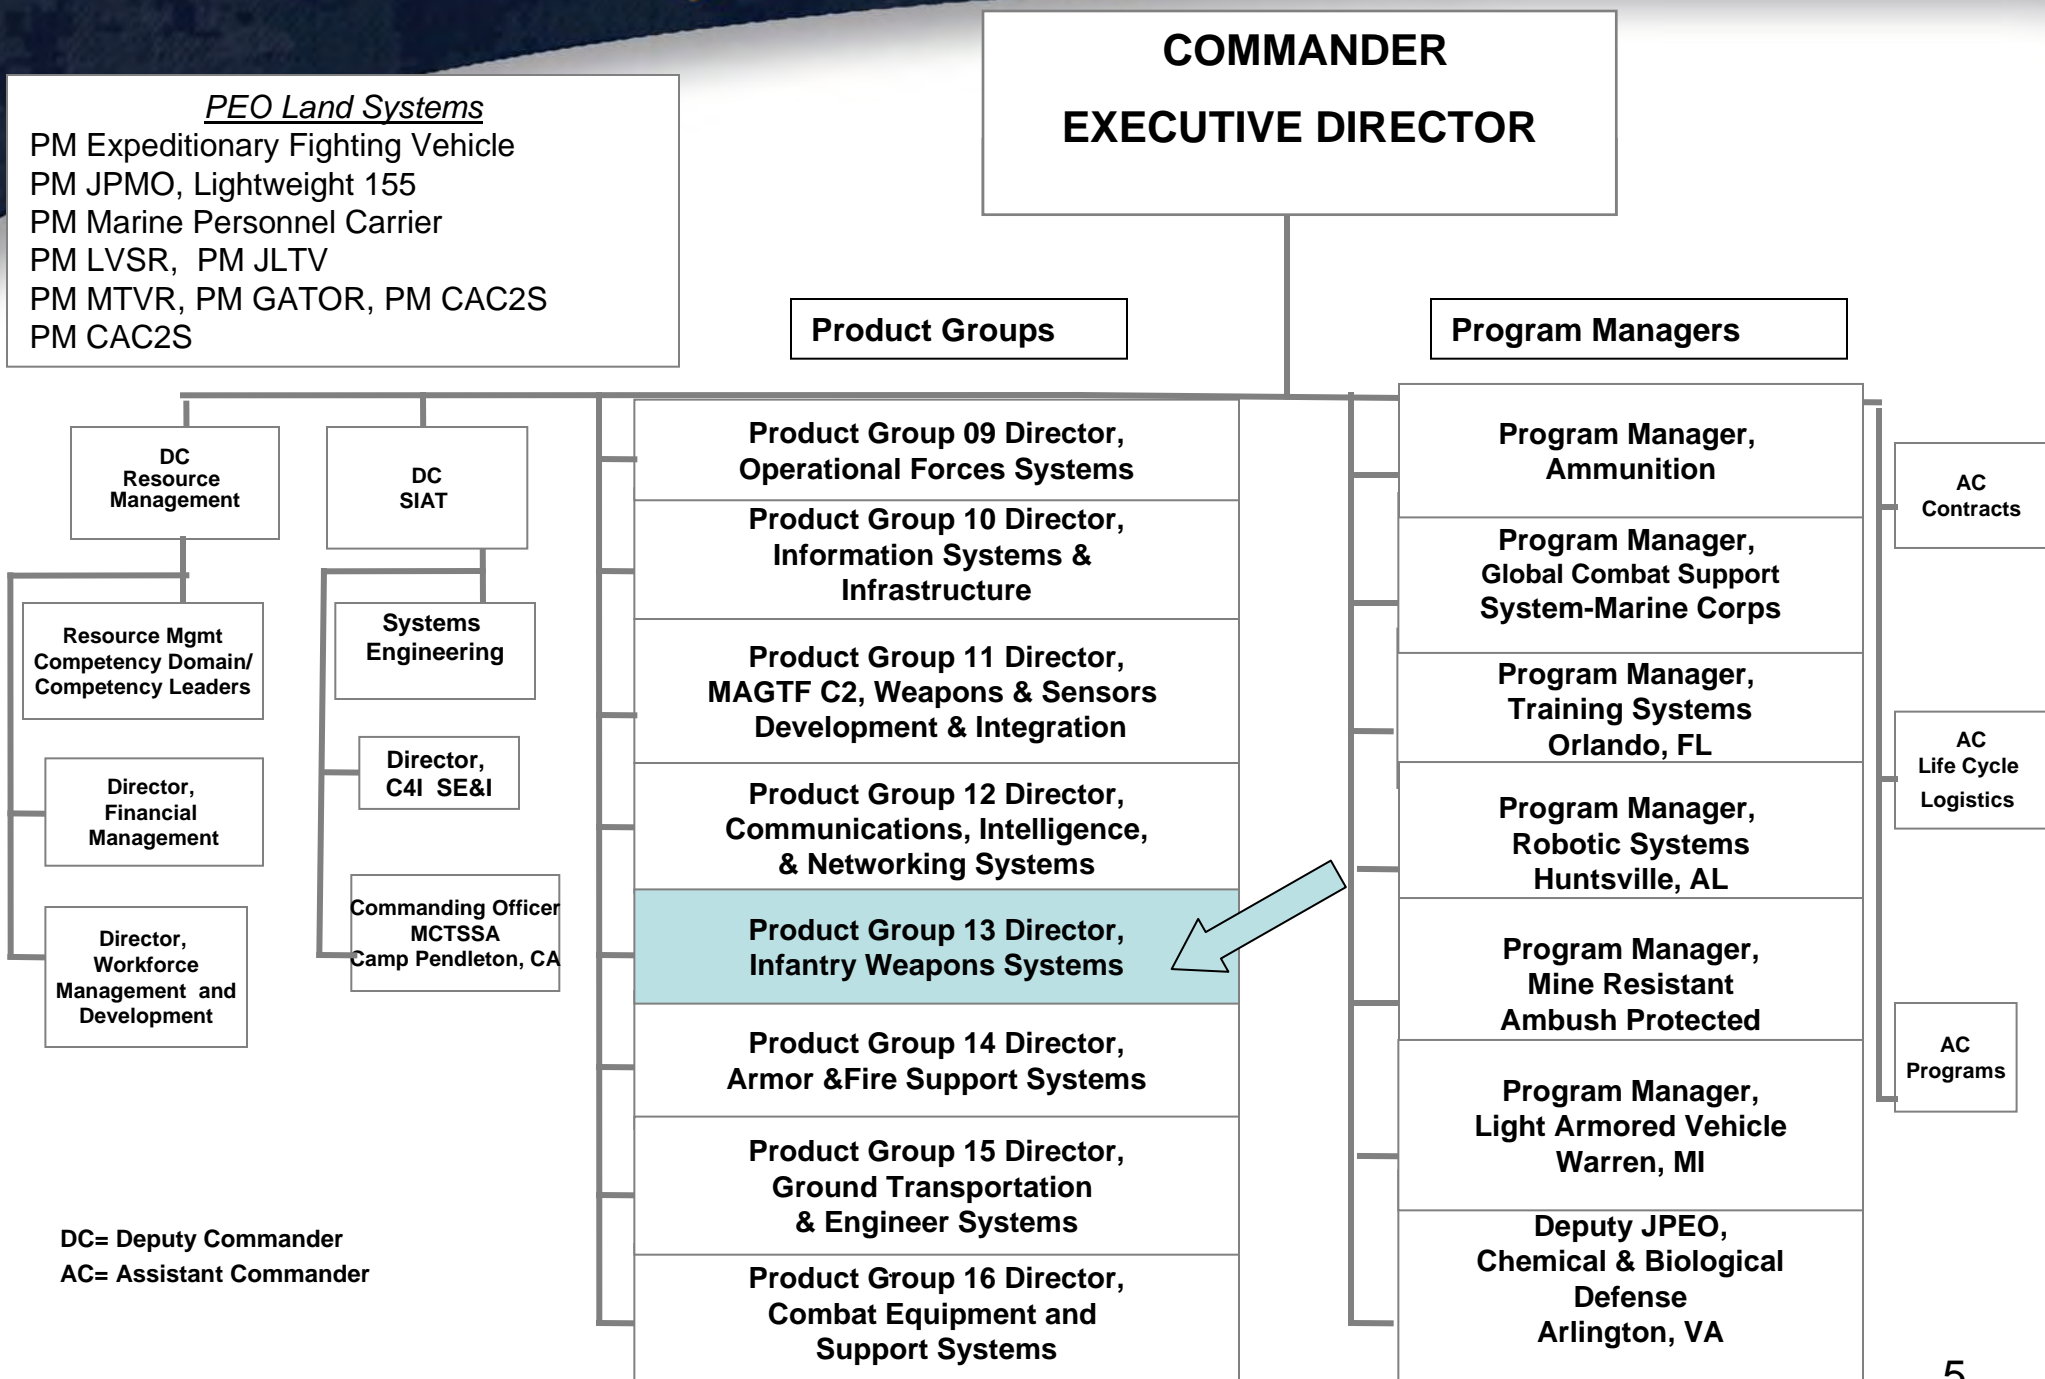 COMMANDER
EXECUTIVE DIRECTOR
PEO Land Systems
PM Expeditionary Fighting Vehicle
PM JPMO, Lightweight 155
PM Marine Personnel Carrier
PM LVSR,  PM JLTV
PM MTVR, PM GATOR, PM CAC2S
PM CAC2S
Product Groups
Program Managers
DC
Resource
Management
Resource Mgmt
Competency Domain/
Competency Leaders
Director,
Financial
Management
Director,
Workforce
Management  and
Development
DC
SIAT
Systems
Engineering
Director,
C4I  SE&I
Commanding Officer
MCTSSA
Camp Pendleton, CA
Product Group 09 Director,
Operational Forces Systems
Product Group 10 Director,
Information Systems &
Infrastructure
Product Group 11 Director,
MAGTF C2, Weapons & Sensors
Development & Integration
Product Group 12 Director,
Communications, Intelligence,
& Networking Systems
Product Group 13 Director,
Infantry Weapons Systems
Product Group 14 Director,
Armor &Fire Support Systems
Product Group 15 Director,
Ground Transportation
& Engineer Systems
Product Group 16 Director,
Combat Equipment and
Support Systems
Program Manager,
Ammunition
Program Manager,
Global Combat Support
System-Marine Corps
Program Manager,
Training Systems
Orlando, FL
Program Manager,
Robotic Systems
Huntsville, AL
Program Manager,
Mine Resistant
Ambush Protected
Program Manager,
Light Armored Vehicle
Warren, MI
Deputy JPEO,
Chemical & Biological
Defense
Arlington, VA
AC
Contracts
AC
Life Cycle
Logistics
AC
Programs
DC= Deputy Commander
AC= Assistant Commander
5